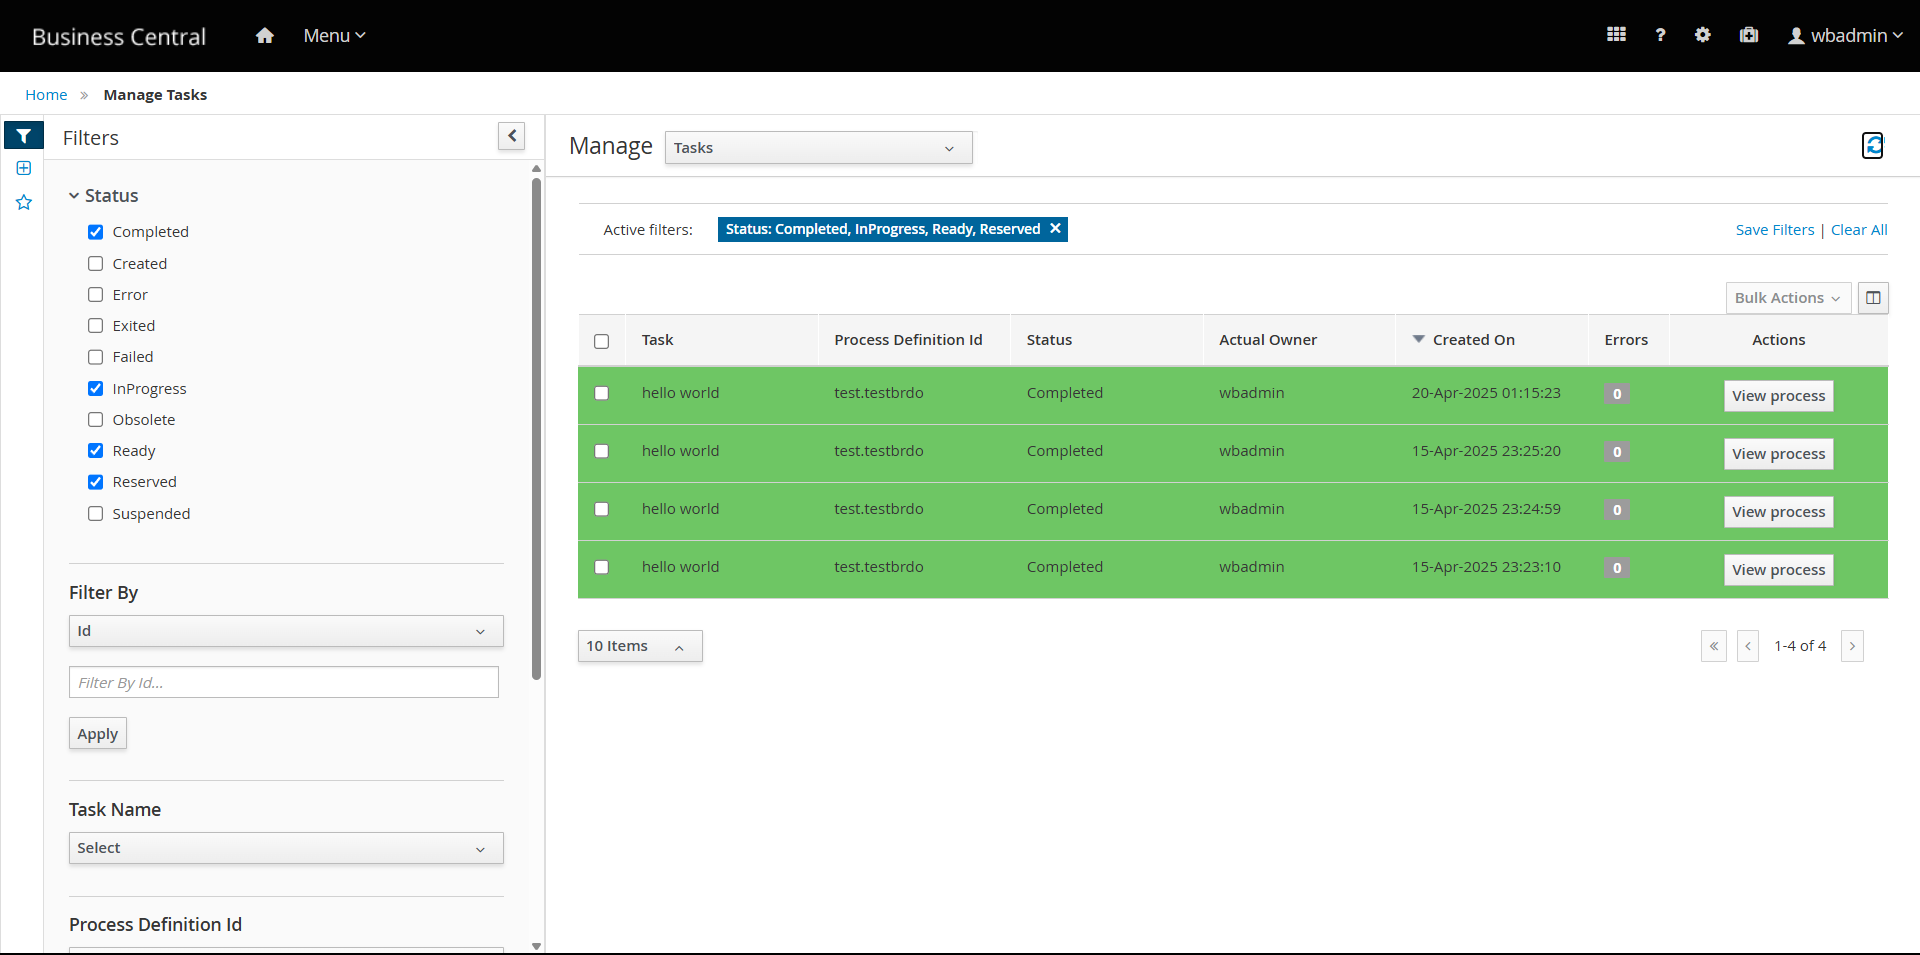 Business Central Menu ? wbadmin
Home » Manage Tasks
Filters
Status
Completed
Created
Error
Exited
Failed
InProgress
Obsolete
Ready
Reserved
Suspended
Filter By
Id
Filter By Id...
Apply
Task Name
Select
Process Definition Id
Manage Tasks
Active filters: Status: Completed, InProgress, Ready, Reserved × Save Filters | Clear All
Bulk Actions
Task Process Definition Id Status Actual Owner Created On Errors Actions
hello world test.testbrdo Completed wbadmin 20-Apr-2025 01:15:23 0 View process
hello world test.testbrdo Completed wbadmin 15-Apr-2025 23:25:20 0 View process
hello world test.testbrdo Completed wbadmin 15-Apr-2025 23:24:59 0 View process
hello world test.testbrdo Completed wbadmin 15-Apr-2025 23:23:10 0 View process
10 Items « ‹ 1-4 of 4 ›